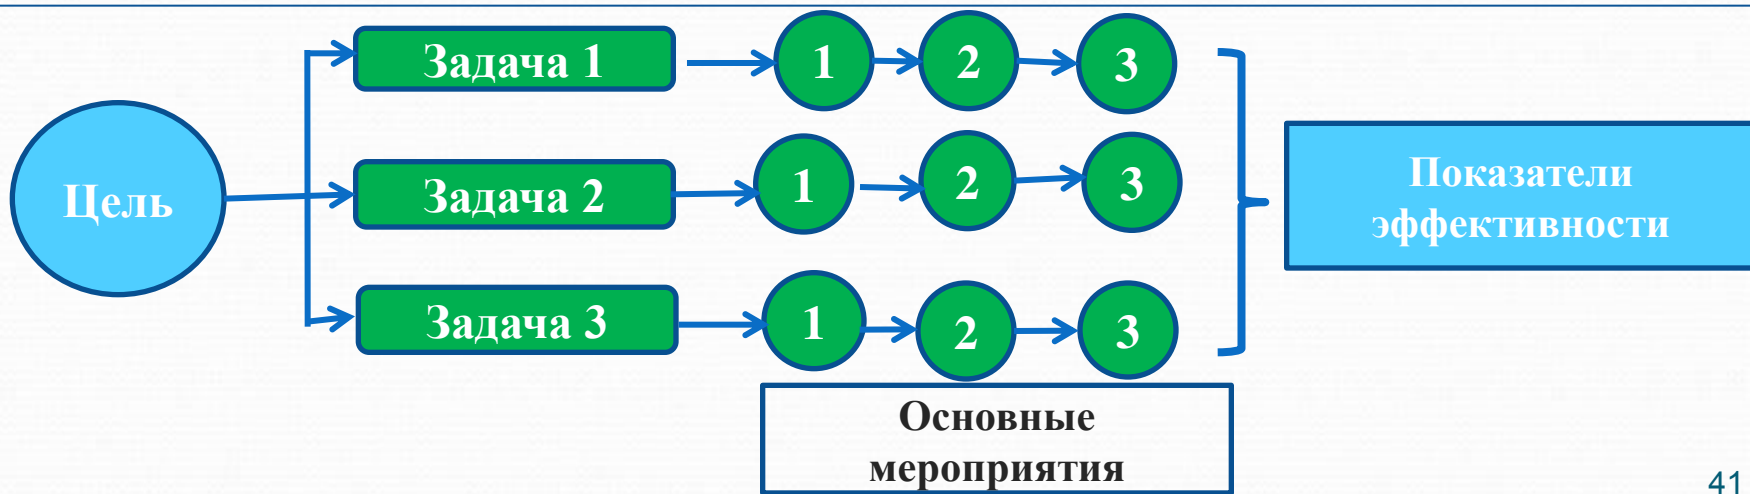 Задача 1
1
2
3
Цель
Задача 2
1
2
3
Показатели
эффективности
Задача 3
1
2
3
Основные
мероприятия
41